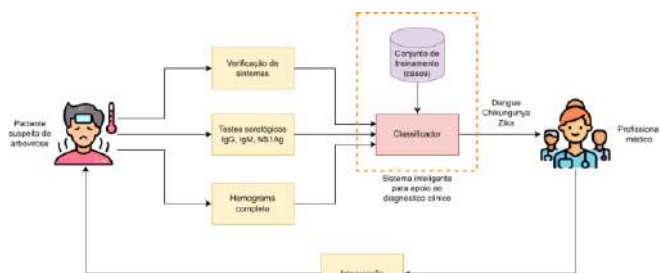 Verificação de
sintomas
Conjunto de
treinamento
(casos)
Paciente
suspeito de
arbovirose
Testes sorológicos
IgG, IgM, NS1Ag
Classificador
Dengue
Chikungunya
Zika
Profissional
médico
Hemograma
completo
Sistema inteligente
para apoio ao
diagnóstico clínico